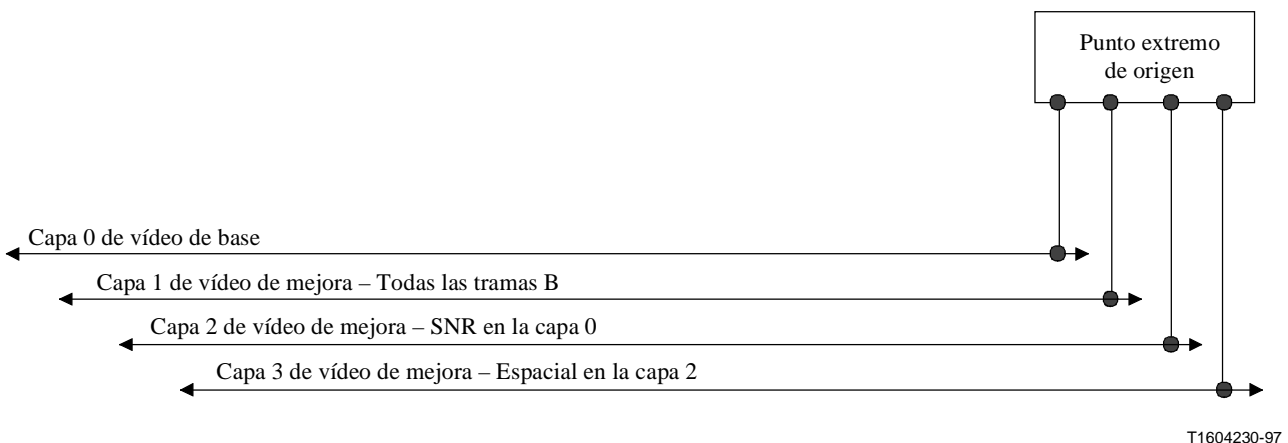 Punto extremo
de origen
Capa 0 de vídeo de base
Capa 1 de vídeo de mejora – Todas las tramas B
Capa 2 de vídeo de mejora – SNR en la capa 0
Capa 3 de vídeo de mejora – Espacial en la capa 2
T1604230-97